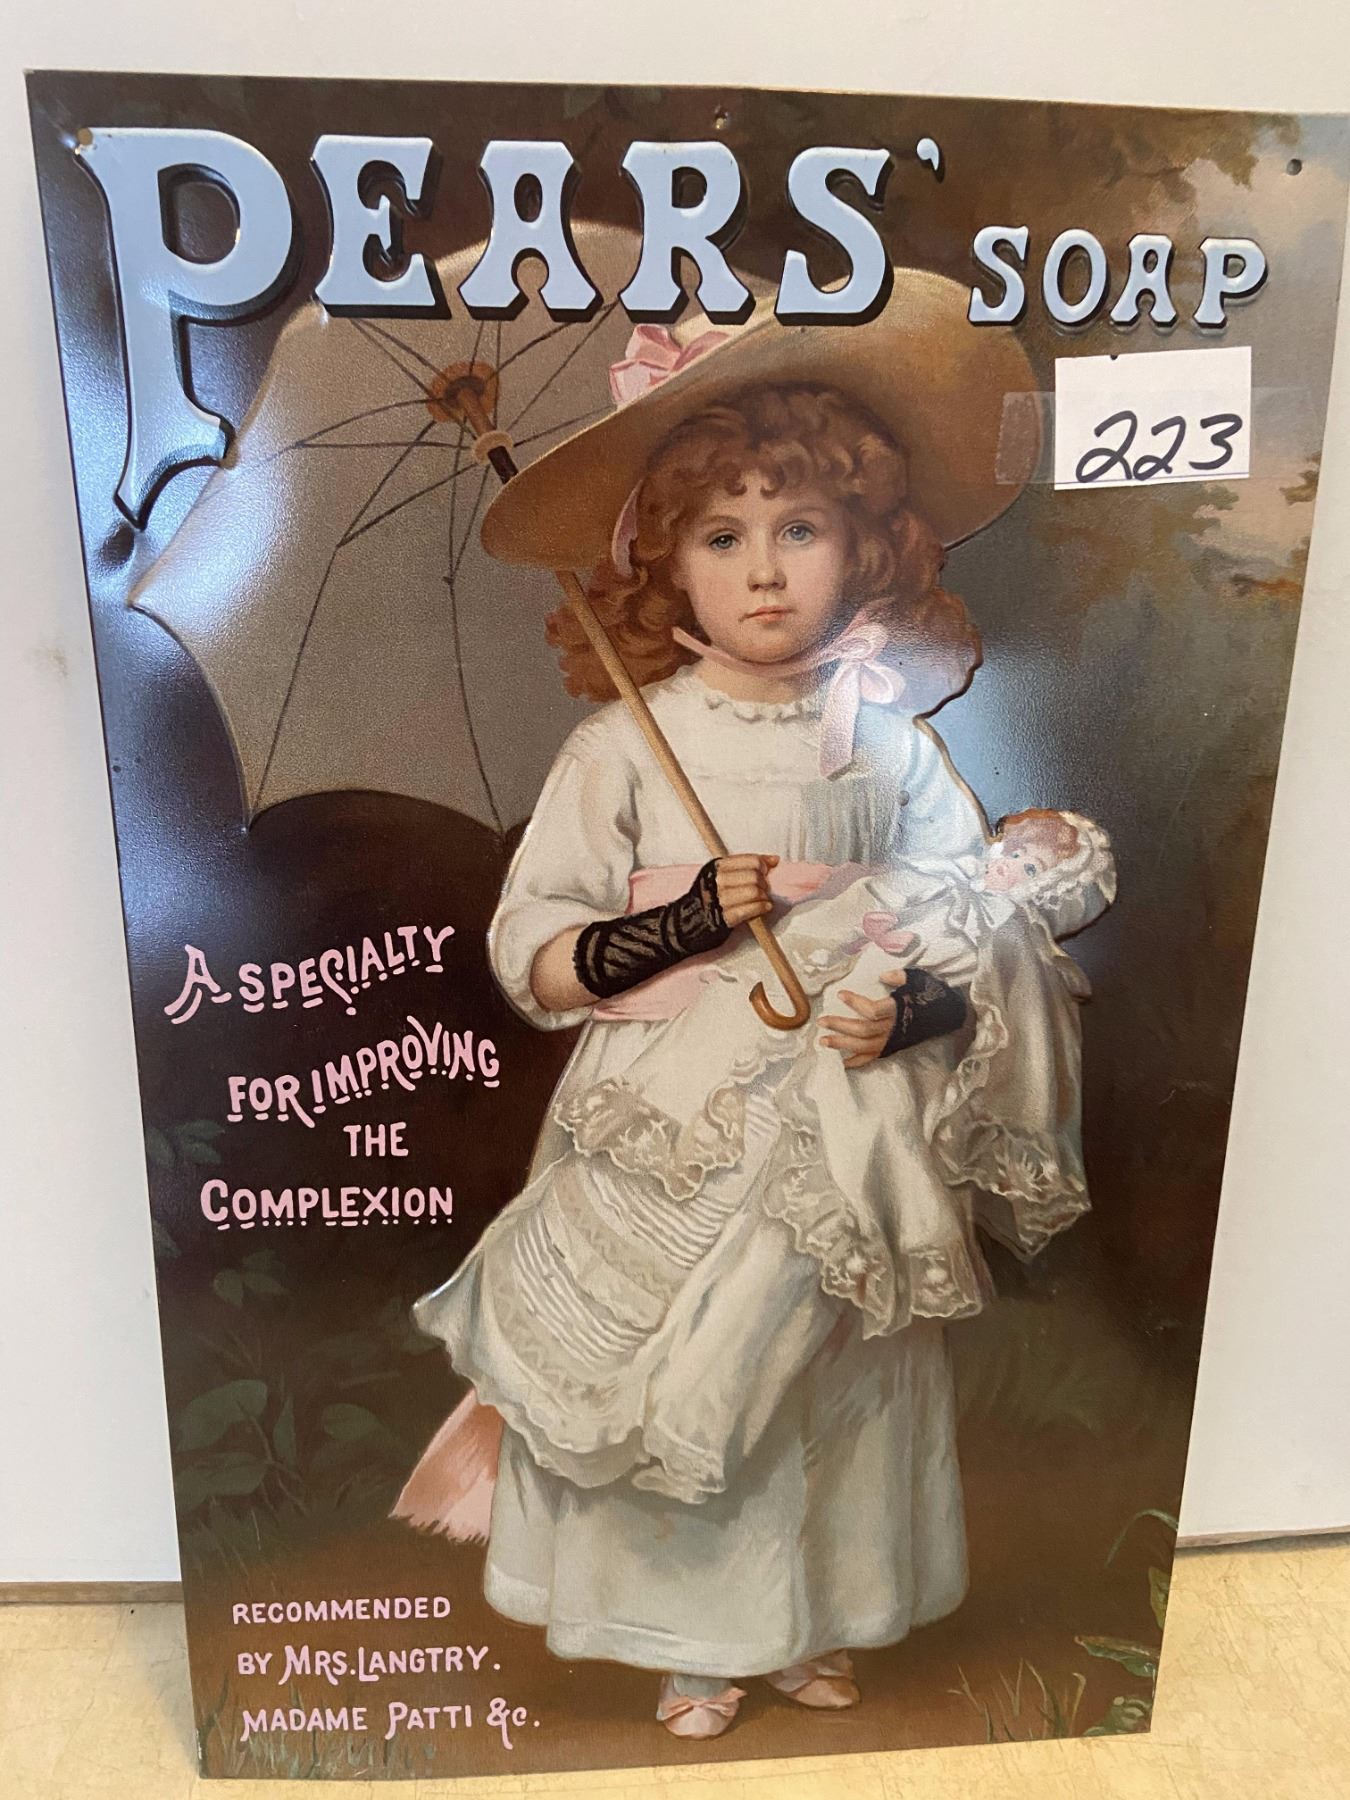 PEARS' SOAP
223
A SPECIALTY
FOR IMPROVING
THE
COMPLEXION
RECOMMENDED
BY MRS. LANGTRY.
MADAME PATTI &c.